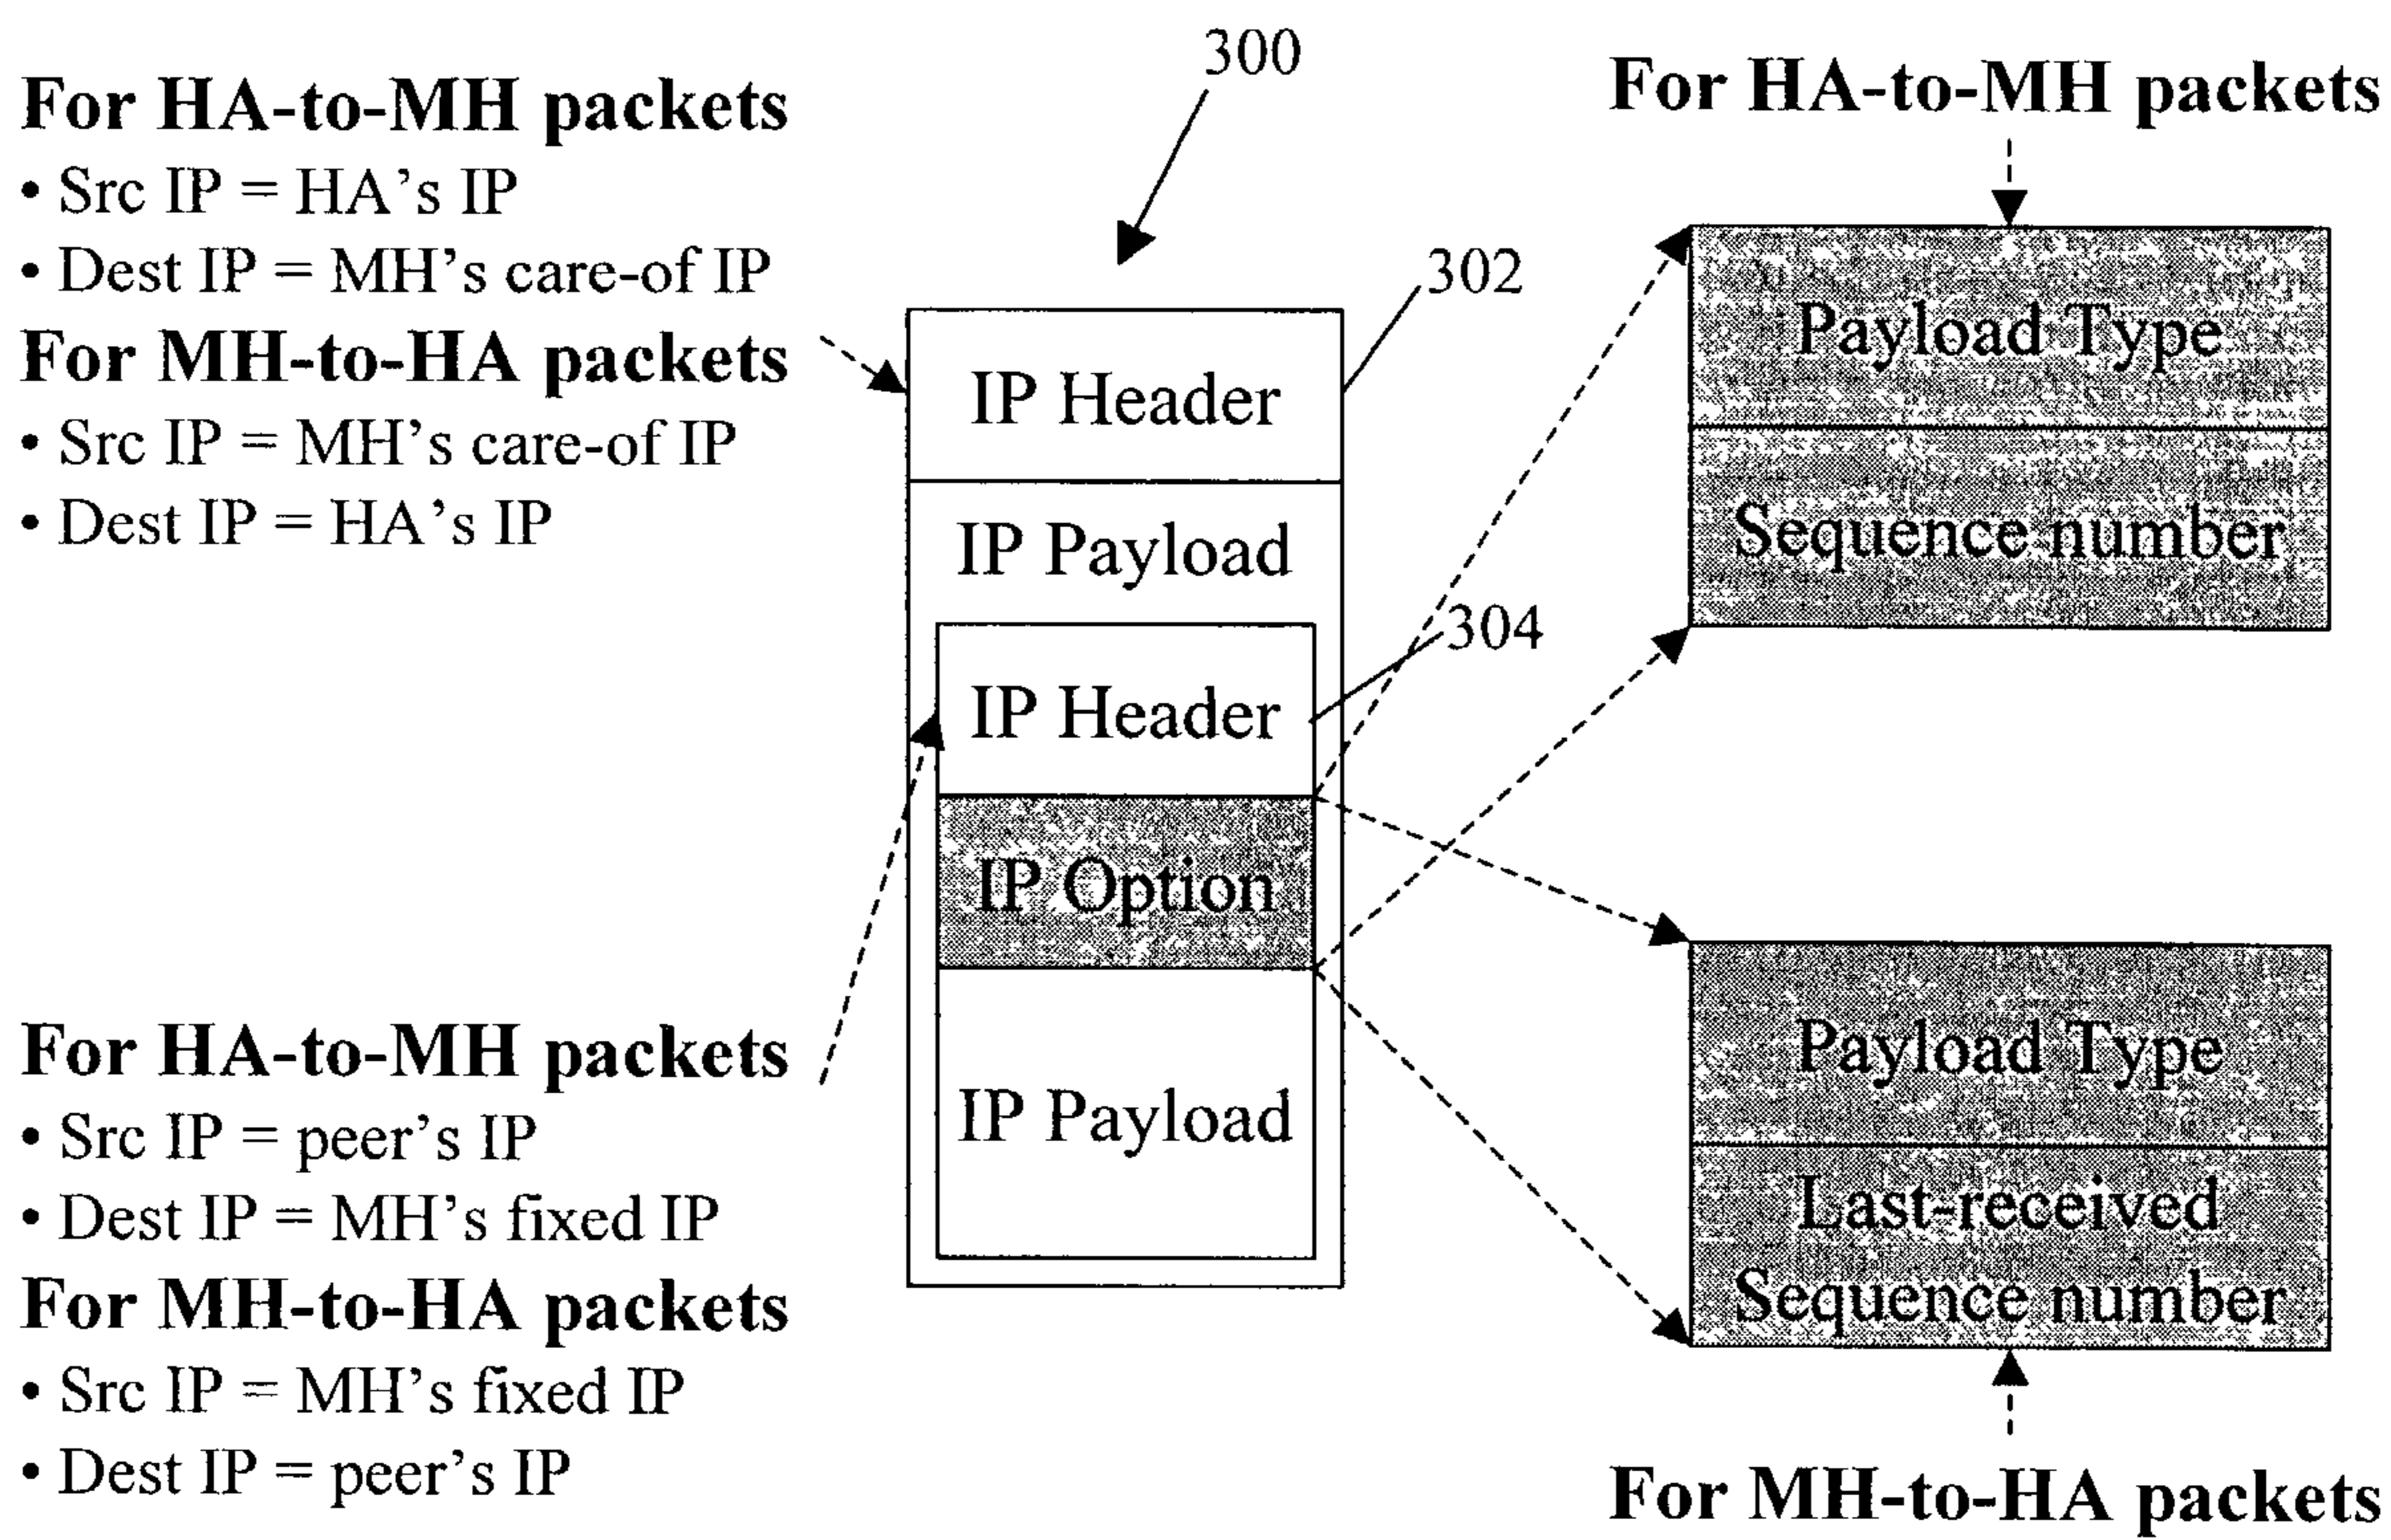 For HA-to-MH packets
• Src IP = HA's IP
• Dest IP = MH's care-of IP
For MH-to-HA packets
• Src IP = MH's care-of IP
• Dest IP = HA's IP
For HA-to-MH packets
• Src IP = peer's IP
• Dest IP = MH's fixed IP
For MH-to-HA packets
• Src IP = MH's fixed IP
• Dest IP = peer's IP
300
302
IP Header
IP Payload
304
IP Header
IP Option
IP Payload
For HA-to-MH packets
Payload Type
Sequence number
Payload Type
Last-received
Sequence number
For MH-to-HA packets